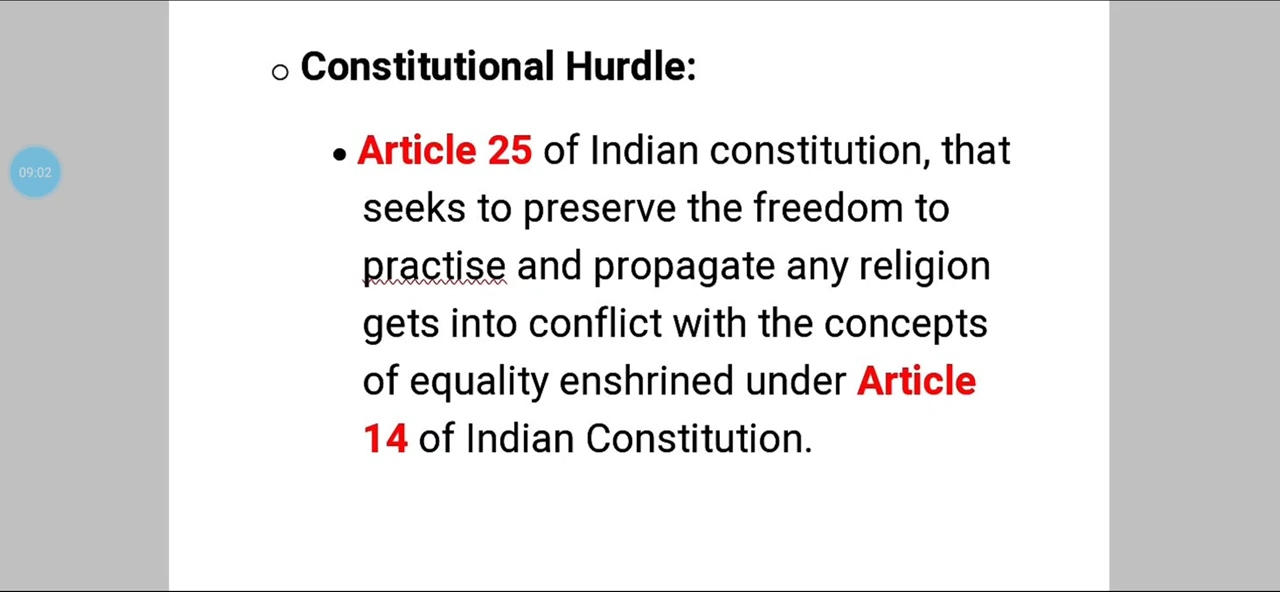 Constitutional Hurdle:
09:02
Article 25 of Indian constitution, that
seeks to preserve the freedom to
practise and propagate any religion
gets into conflict with the concepts
of equality enshrined under Article
14 of Indian Constitution.